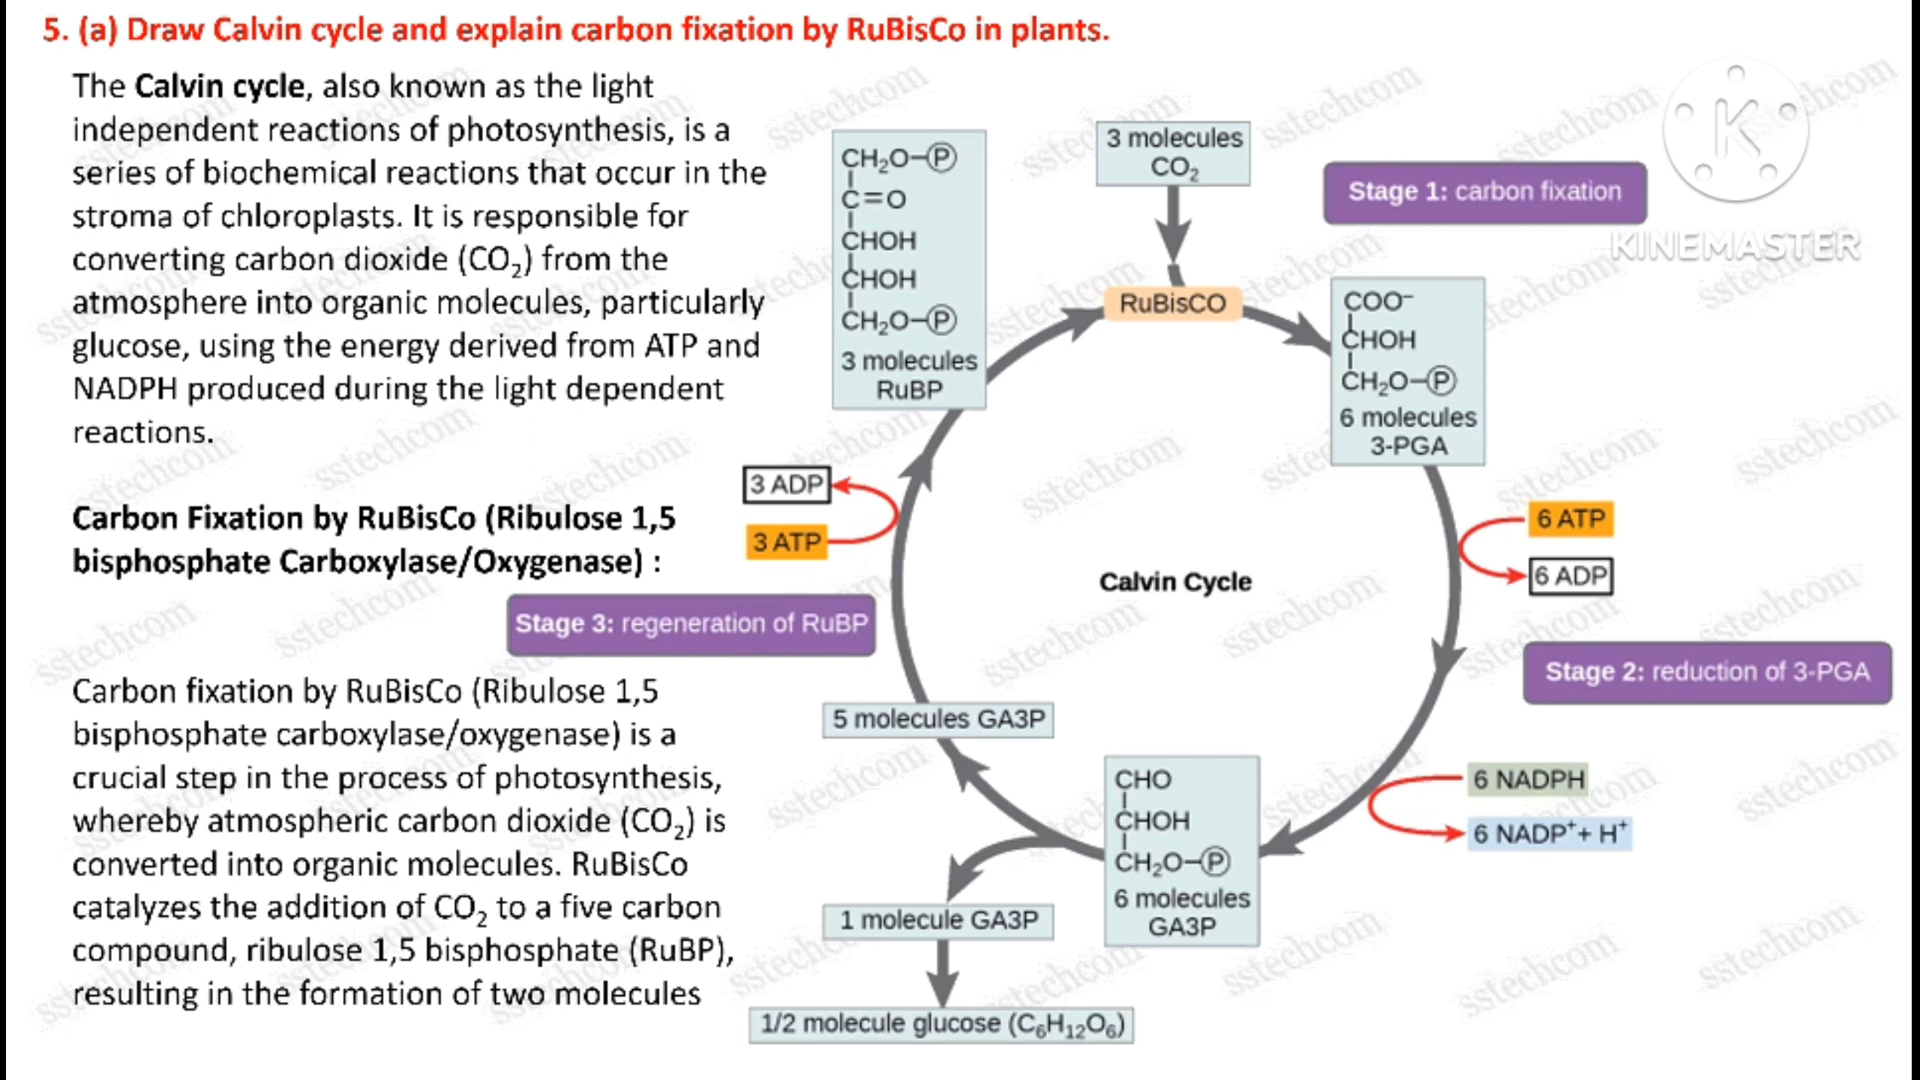 5. (a) Draw Calvin cycle and explain carbon fixation by RuBisCo in plants.
The Calvin cycle, also known as the light
independent reactions of photosynthesis, is a
series of biochemical reactions that occur in the
stroma of chloroplasts. It is responsible for
converting carbon dioxide (CO₂) from the
atmosphere into organic molecules, particularly
glucose, using the energy derived from ATP and
NADPH produced during the light dependent
reactions.
Carbon Fixation by RuBisCo (Ribulose 1,5
bisphosphate Carboxylase/Oxygenase) :
Carbon fixation by RuBisCo (Ribulose 1,5
bisphosphate carboxylase/oxygenase) is a
crucial step in the process of photosynthesis,
whereby atmospheric carbon dioxide (CO₂) is
converted into organic molecules. RuBisCo
catalyzes the addition of CO₂ to a five carbon
compound, ribulose 1,5 bisphosphate (RuBP),
resulting in the formation of two molecules
CH₂O–P
C=O
CHOH
CHOH
CH₂O–P
3 molecules
RuBP
3 molecules
CO₂
Stage 1: carbon fixation
K
KINEMASTER
RuBisCO
COO⁻
CHOH
CH₂O–P
6 molecules
3-PGA
3 ADP
3 ATP
6 ATP
6 ADP
Calvin Cycle
Stage 3: regeneration of RuBP
Stage 2: reduction of 3-PGA
5 molecules GA3P
CHO
CHOH
CH₂O–P
6 molecules
GA3P
6 NADPH
6 NADP⁺+ H⁺
1 molecule GA3P
1/2 molecule glucose (C₆H₁₂O₆)
sstechcom